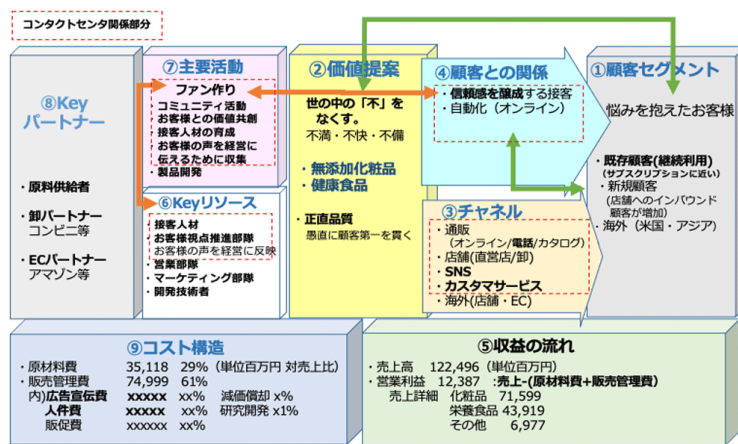 コンタクトセンタ関係部分
⑧Key
パートナー
・原料供給者
・卸パートナー
コンビニ等
・ECパートナー
アマゾン等
⑦主要活動
ファン作り
コミュニティ活動
お客様との価値共創
・接客人材の育成
・お客様の声を経営に
伝えるために収集
・製品開発
⑥Keyリソース
・接客人材
・お客様視点推進部隊
お客様の声を経営に反映
・営業部隊
・マーケティング部隊
・開発技術者
②価値提案
世の中の「不」を
なくす。
不満・不快・不備
・無添加化粧品
・健康食品
・正直品質
愚直に顧客第一を貫く
④顧客との関係
・信頼感を醸成する接客
・自動化（オンライン）
③チャネル
・通販
（オンライン/電話/カタログ）
・店舗(直営店/卸)
・SNS
・カスタマサービス
・海外(店舗・EC)
①顧客セグメント
悩みを抱えたお客様
・既存顧客(継続利用)
(サブスクリプションに近い)
・新規顧客
(店舗へのインバウンド
顧客が増加)
・海外（米国・アジア）
⑨コスト構造
・原材料費 35,118 29%（単位百万円 対売上比）
・販売管理費 74,999 61%
内)広告宣伝費 xxxxx xx% 減価償却 x%
人件費 xxxxx xx% 研究開発 x1%
販促費 xxxxxx xx%
⑤収益の流れ
・売上高 122,496（単位百万円）
・営業利益 12,387 :売上-(原材料費+販売管理費)
売上詳細 化粧品 71,599
栄養食品 43,919
その他 6,977